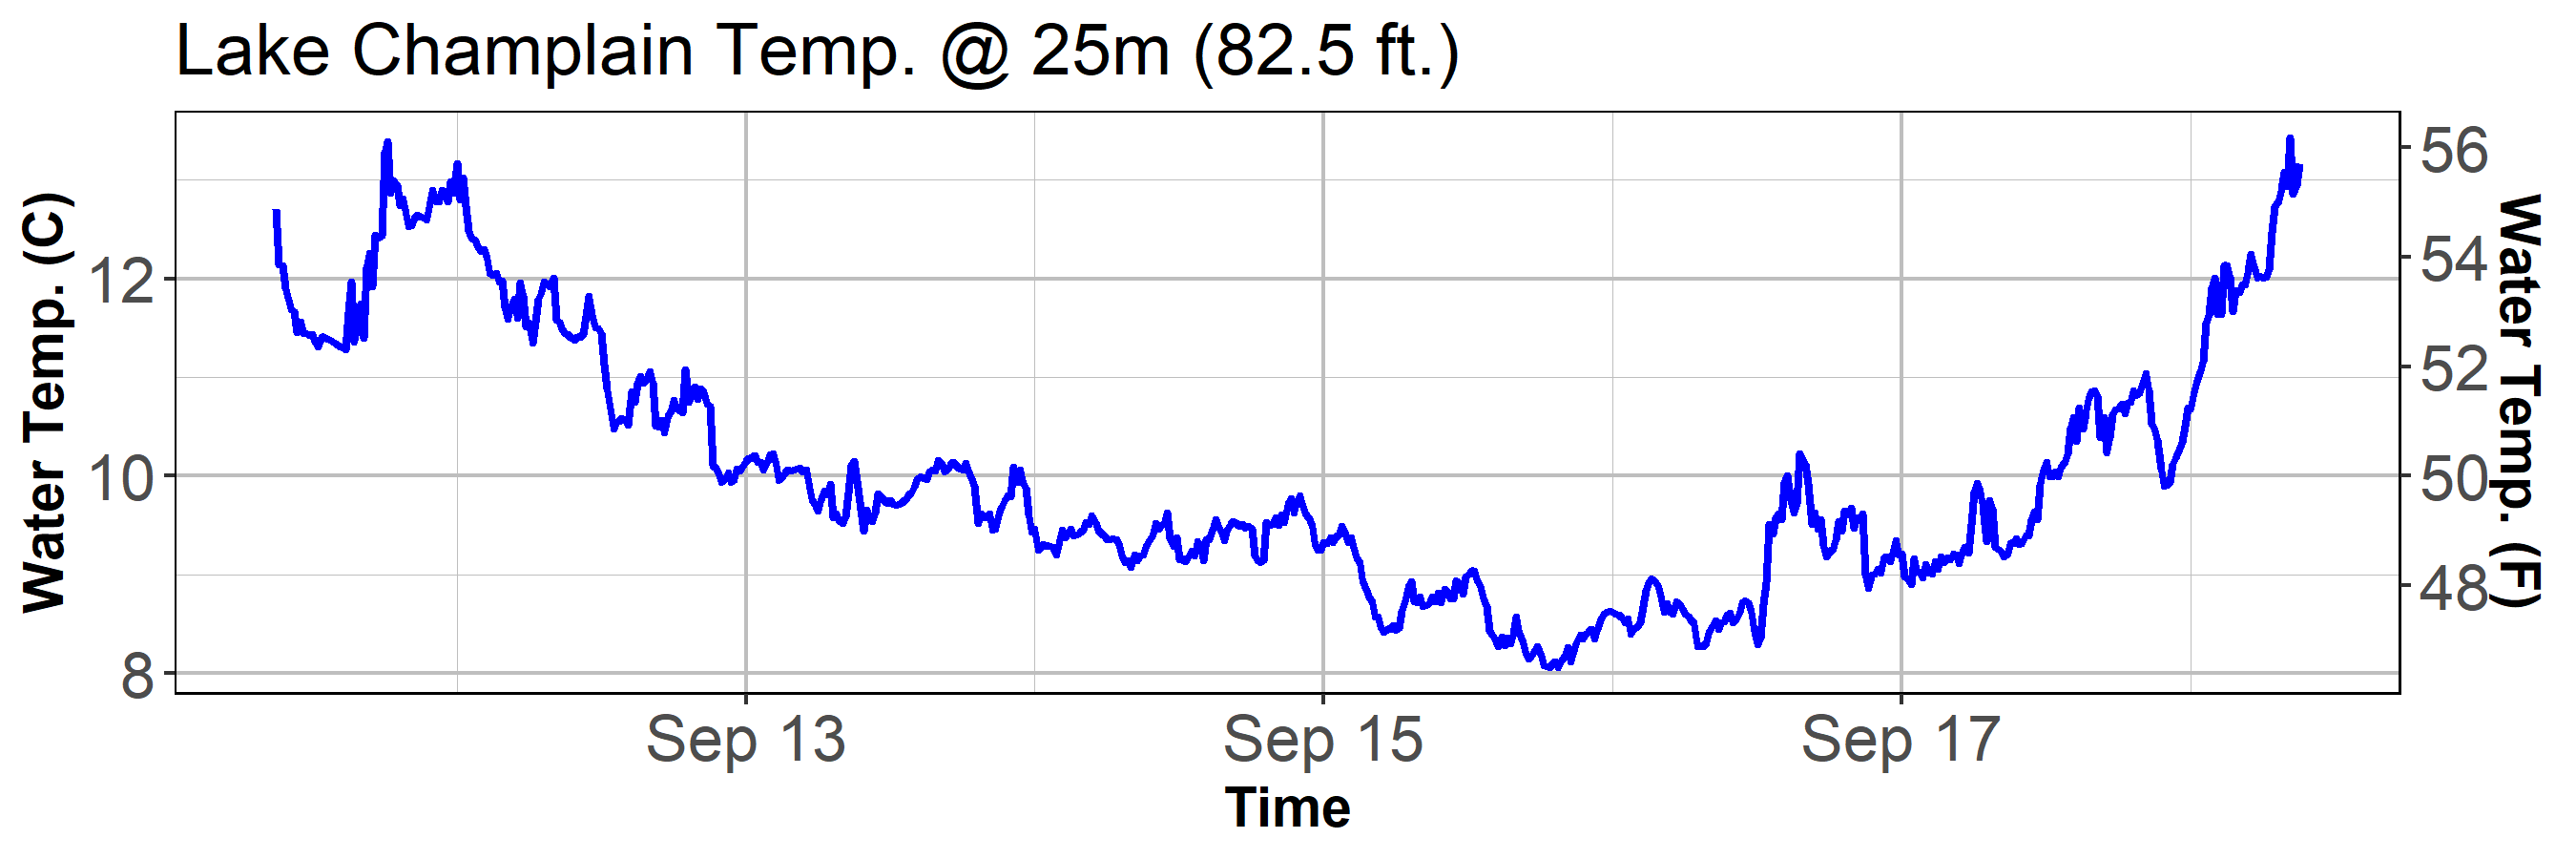 Lake Champlain Temp. @ 25m (82.5 ft.)
Water Temp. (C)
12
10
8
56
54
52
50
48
Water Temp. (F)
Sep 13
Sep 15
Sep 17
Time